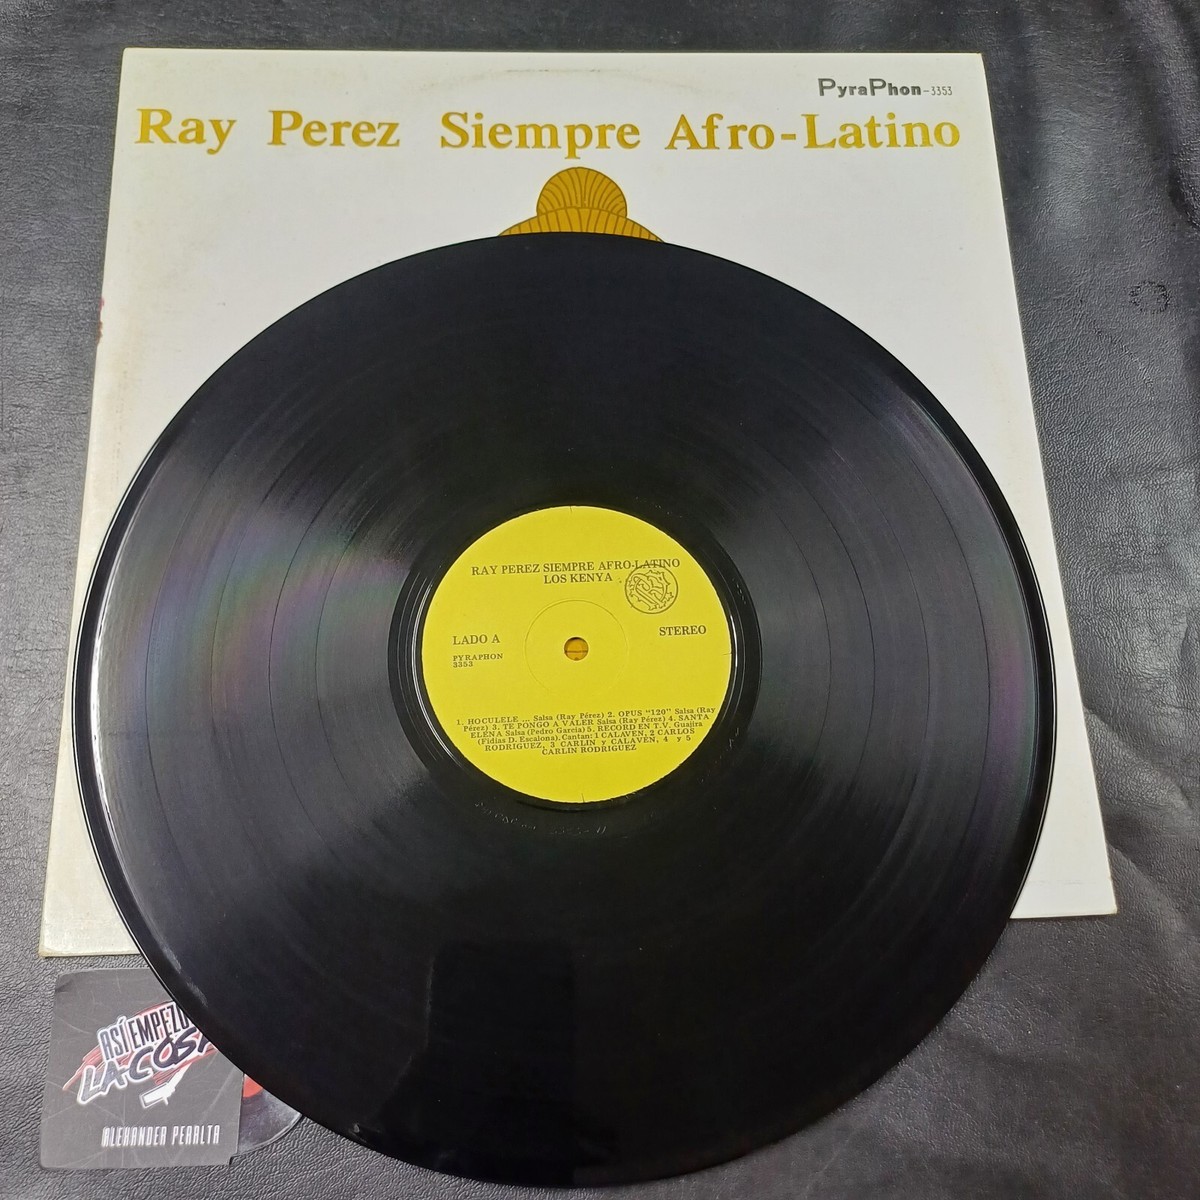 PyraPhon-3353
Ray Perez Siempre Afro-Latino
RAY PEREZ SIEMPRE AFRO-LATINO
LOS KENYA
LADO A
STEREO
PYRAPHON
3353
1. HOCULELE ... Salsa (Ray Pérez) 2. OPUS "120" Salsa (Ray
Pérez) 3. TE PONGO A VALER Salsa (Ray Pérez) 4. SANTA
ELENA Salsa (Pedro García) 5. RECORD EN T.V. Guajira
(Fidias D. Escalona). Cantan: 1 CALAVEN, 2 CARLOS
RODRIGUEZ, 3 CARLIN y CALAVEN, 4 y 5
CARLIN RODRIGUEZ
ASÍ EMPEZO
LA COSA
ALEXANDER PERALTA